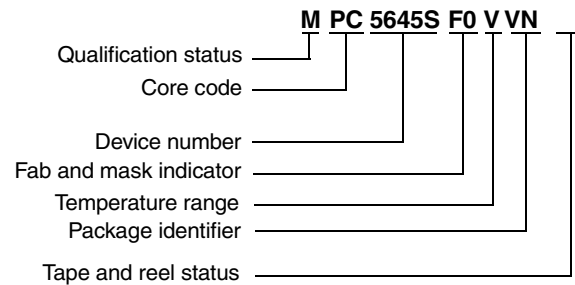 M PC 5645S F0 V VN
Qualification status
Core code
Device number
Fab and mask indicator
Temperature range
Package identifier
Tape and reel status